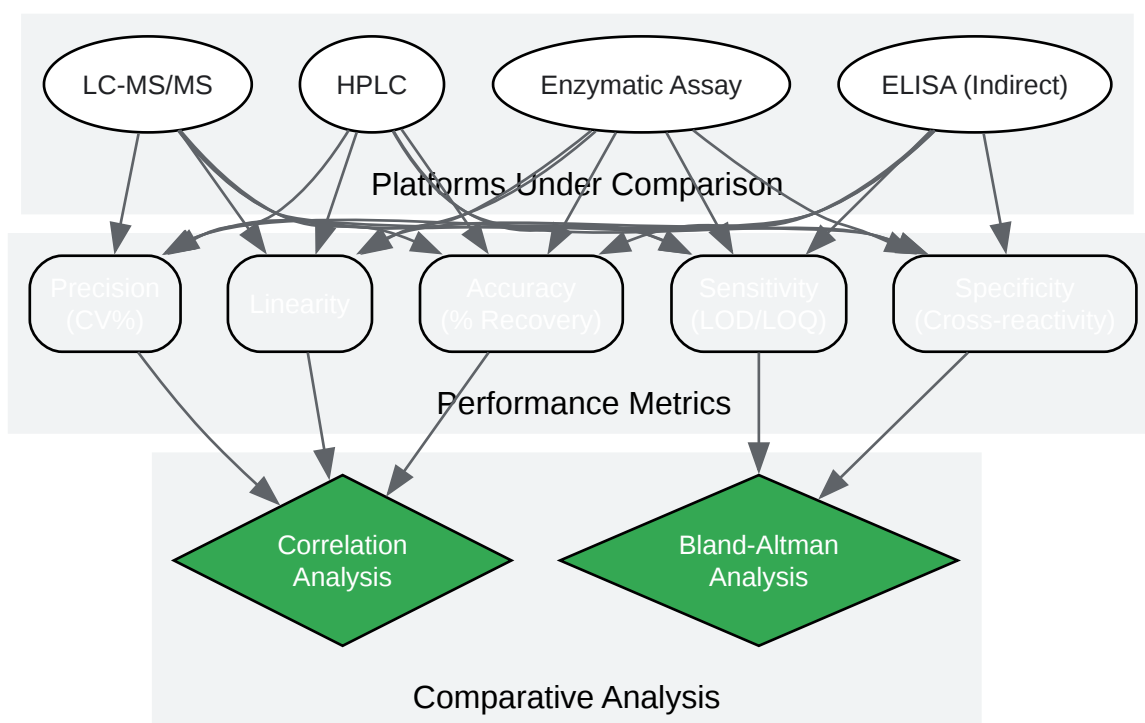 LC-MS/MS
HPLC
Enzymatic Assay
ELISA (Indirect)
Platforms Under Comparison
Precision
(CV%)
Linearity
Accuracy
(% Recovery)
Sensitivity
(LOD/LOQ)
Specificity
(Cross-reactivity)
Performance Metrics
Correlation
Analysis
Bland-Altman
Analysis
Comparative Analysis